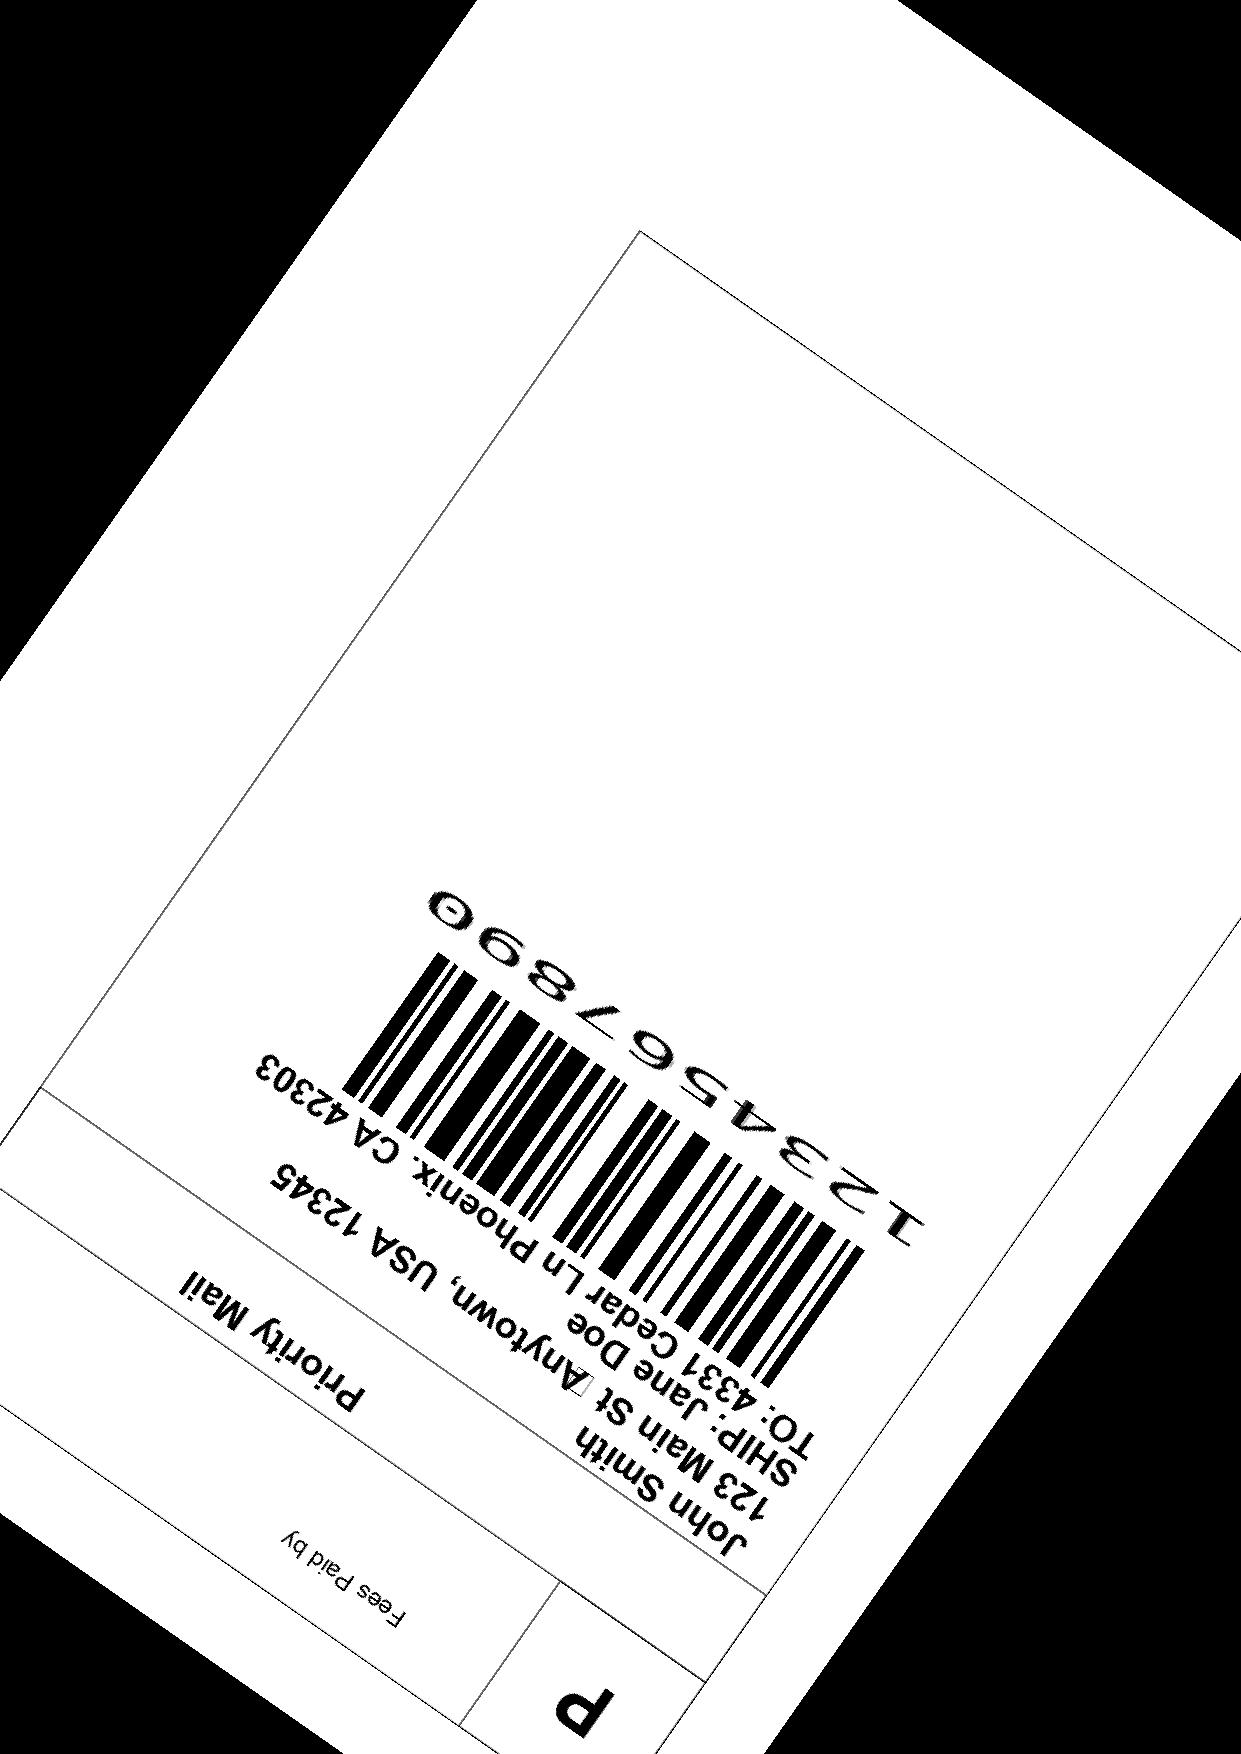 P
Fees Paid by
Priority Mail
John Smith
123 Main St Anytown, USA 12345
SHIP: Jane Doe
TO: 4331 Cedar Ln Phoenix. CA 42303
1234567890